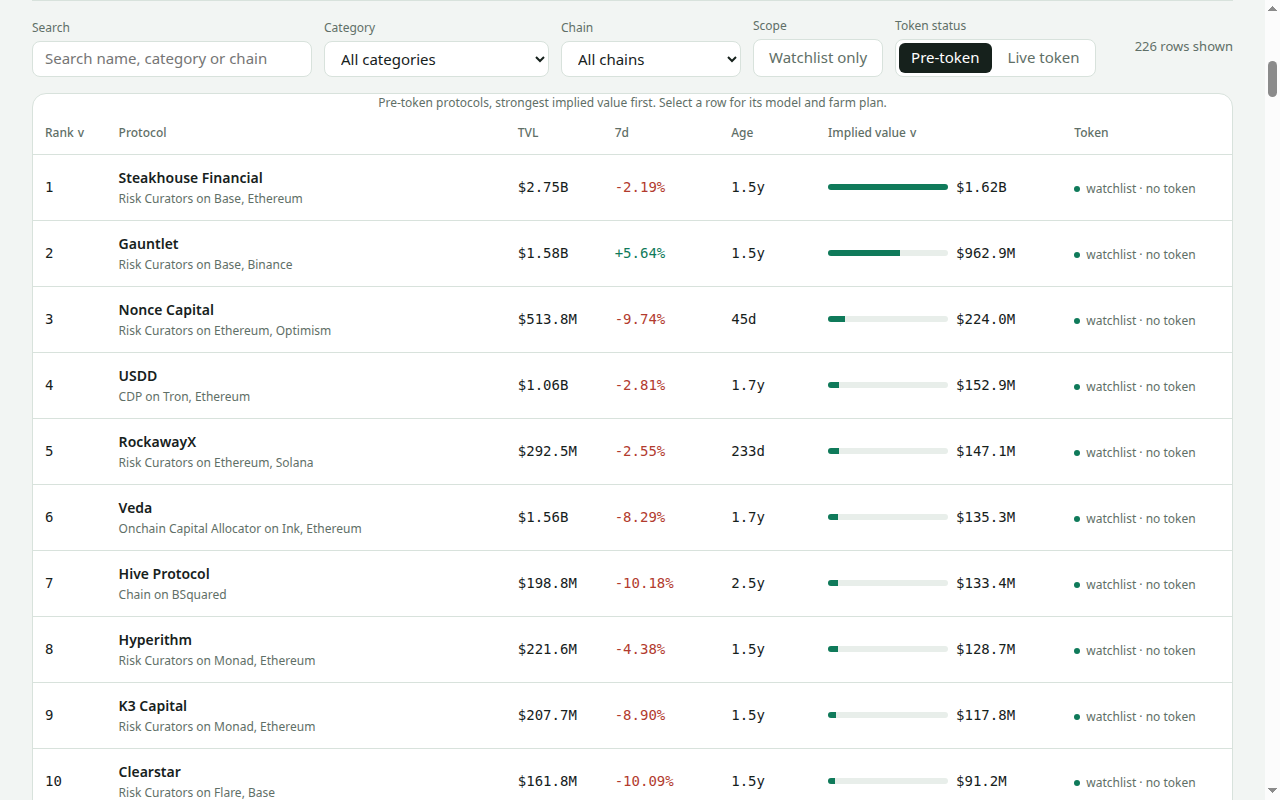 Search
Category
Chain
Scope
Token status
Search name, category or chain
All categories
All chains
Watchlist only
Pre-token
Live token
226 rows shown
Pre-token protocols, strongest implied value first. Select a row for its model and farm plan.
Rank v Protocol TVL 7d Age Implied value v Token
1 Steakhouse Financial $2.75B -2.19% 1.5y $1.62B watchlist · no token
Risk Curators on Base, Ethereum
2 Gauntlet $1.58B +5.64% 1.5y $962.9M watchlist · no token
Risk Curators on Base, Binance
3 Nonce Capital $513.8M -9.74% 45d $224.0M watchlist · no token
Risk Curators on Ethereum, Optimism
4 USDD $1.06B -2.81% 1.7y $152.9M watchlist · no token
CDP on Tron, Ethereum
5 RockawayX $292.5M -2.55% 233d $147.1M watchlist · no token
Risk Curators on Ethereum, Solana
6 Veda $1.56B -8.29% 1.7y $135.3M watchlist · no token
Onchain Capital Allocator on Ink, Ethereum
7 Hive Protocol $198.8M -10.18% 2.5y $133.4M watchlist · no token
Chain on BSquared
8 Hyperithm $221.6M -4.38% 1.5y $128.7M watchlist · no token
Risk Curators on Monad, Ethereum
9 K3 Capital $207.7M -8.90% 1.5y $117.8M watchlist · no token
Risk Curators on Monad, Ethereum
10 Clearstar $161.8M -10.09% 1.5y $91.2M watchlist · no token
Risk Curators on Flare, Base